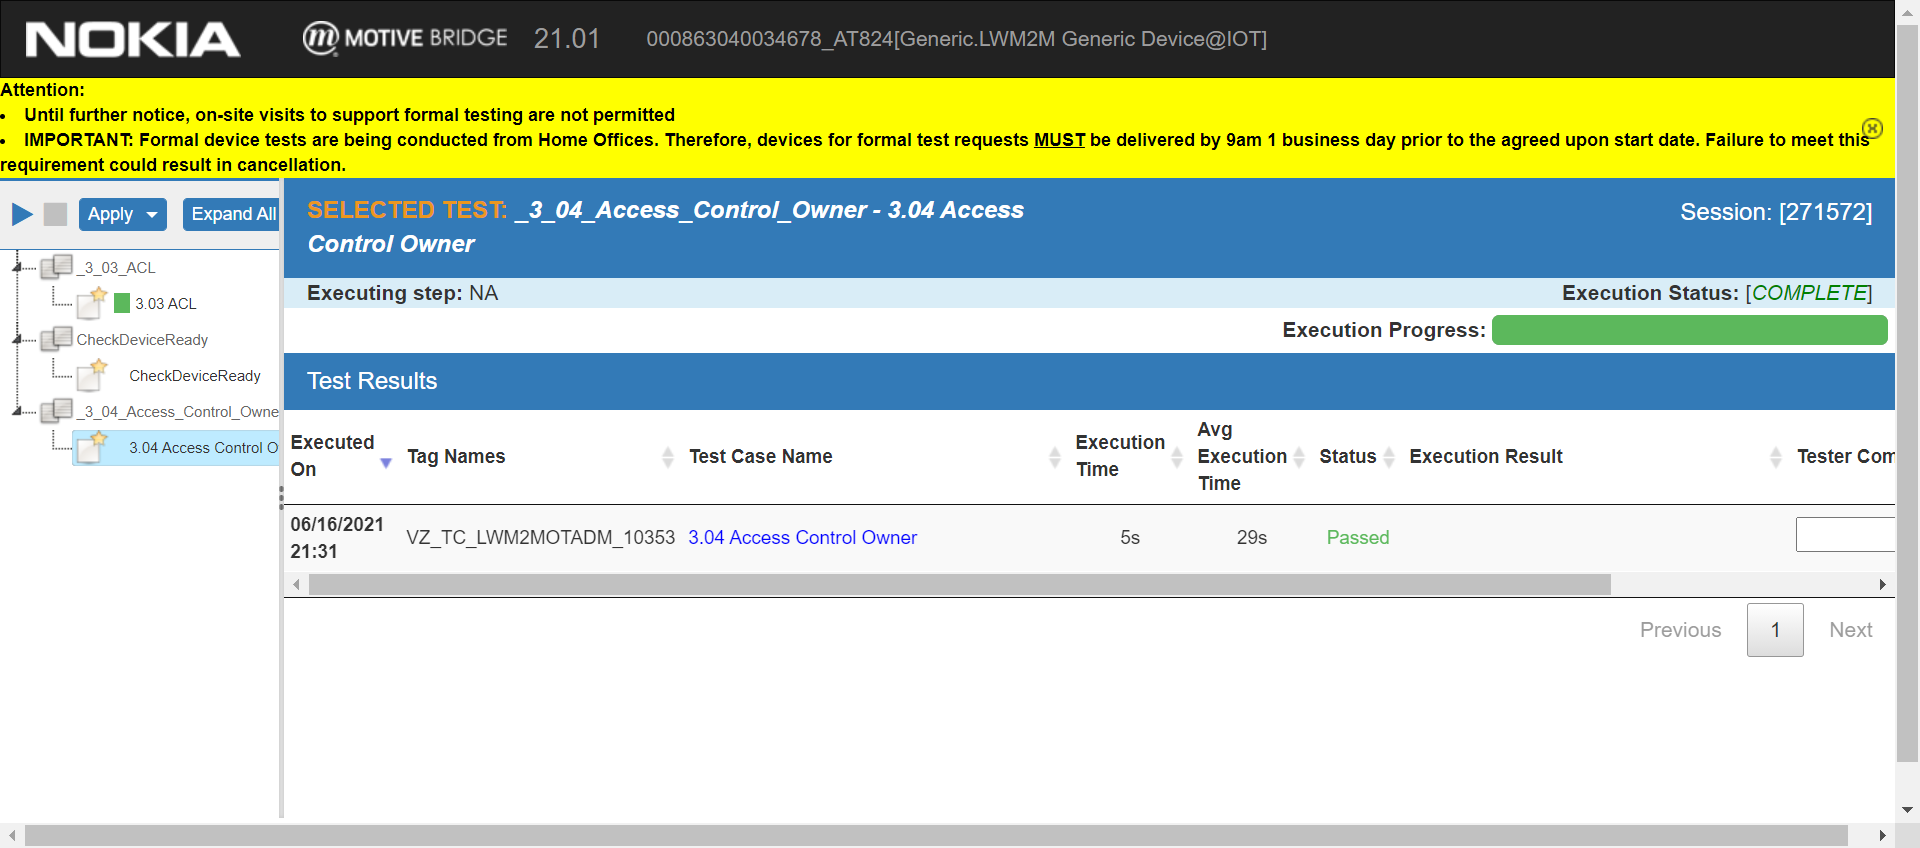 NOKIA MOTIVE BRIDGE 21.01 000863040034678_AT824[Generic.LWM2M Generic Device@IOT]
Attention:
• Until further notice, on-site visits to support formal testing are not permitted
• IMPORTANT: Formal device tests are being conducted from Home Offices. Therefore, devices for formal test requests MUST be delivered by 9am 1 business day prior to the agreed upon start date. Failure to meet this
requirement could result in cancellation.
Apply Expand All
_3_03_ACL
3.03 ACL
CheckDeviceReady
CheckDeviceReady
_3_04_Access_Control_Owne
3.04 Access Control O
SELECTED TEST: _3_04_Access_Control_Owner - 3.04 Access
Control Owner
Session: [271572]
Executing step: NA
Execution Status: [COMPLETE]
Execution Progress:
Test Results
Executed On Tag Names Test Case Name Execution Time Avg Execution Time Status Execution Result Tester Com
06/16/2021 21:31 VZ_TC_LWM2MOTADM_10353 3.04 Access Control Owner 5s 29s Passed
Previous 1 Next